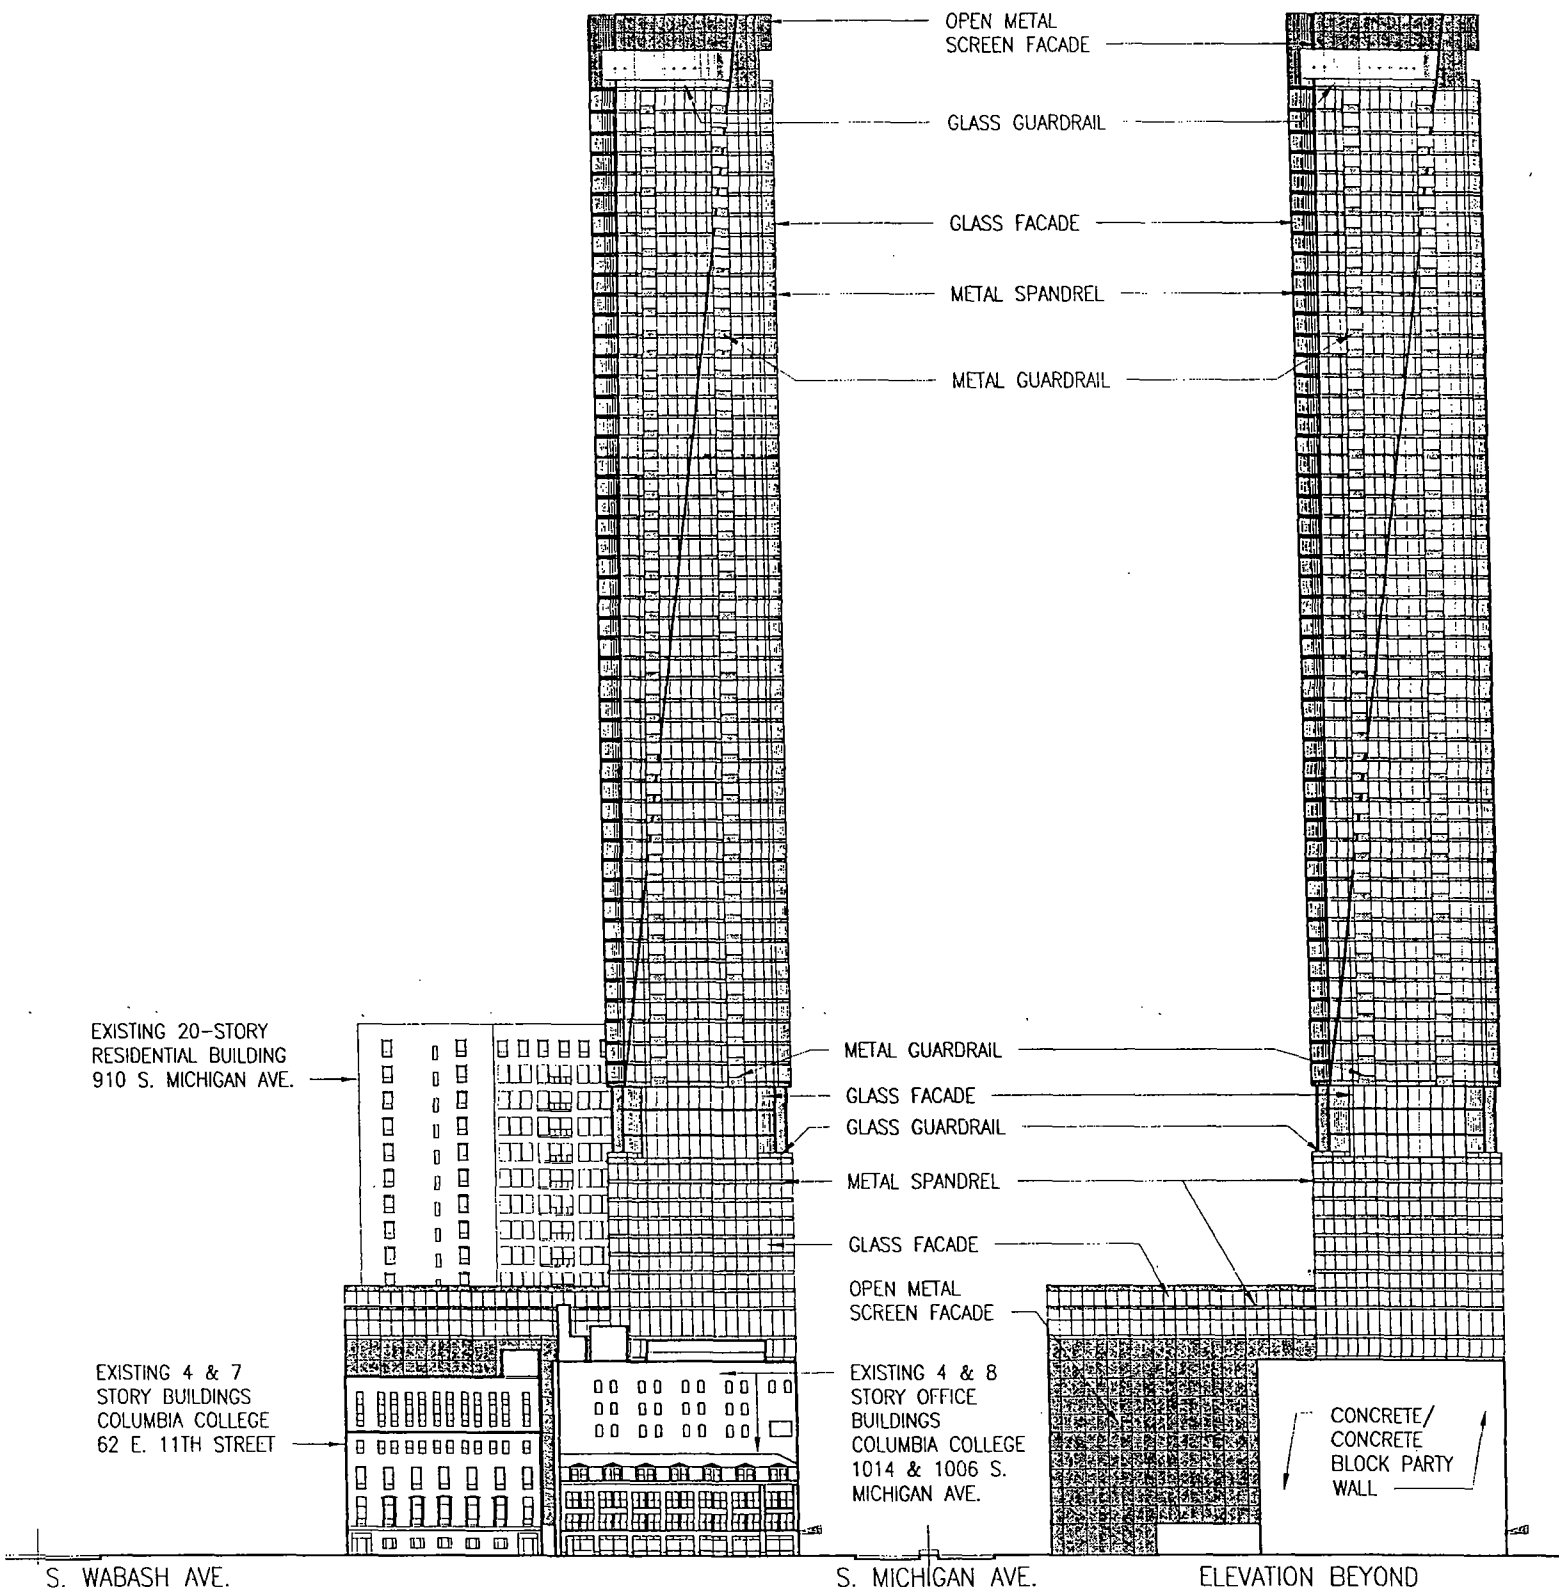 OPEN METAL
SCREEN FACADE
GLASS GUARDRAIL
GLASS FACADE
METAL SPANDREL
METAL GUARDRAIL
EXISTING 20-STORY
RESIDENTIAL BUILDING
910 S. MICHIGAN AVE.
METAL GUARDRAIL
GLASS FACADE
GLASS GUARDRAIL
METAL SPANDREL
GLASS FACADE
OPEN METAL
SCREEN FACADE
EXISTING 4 & 7
STORY BUILDINGS
COLUMBIA COLLEGE
62 E. 11TH STREET
EXISTING 4 & 8
STORY OFFICE
BUILDINGS
COLUMBIA COLLEGE
1014 & 1006 S.
MICHIGAN AVE.
CONCRETE/
CONCRETE
BLOCK PARTY
WALL
S. WABASH AVE.
S. MICHIGAN AVE.
ELEVATION BEYOND